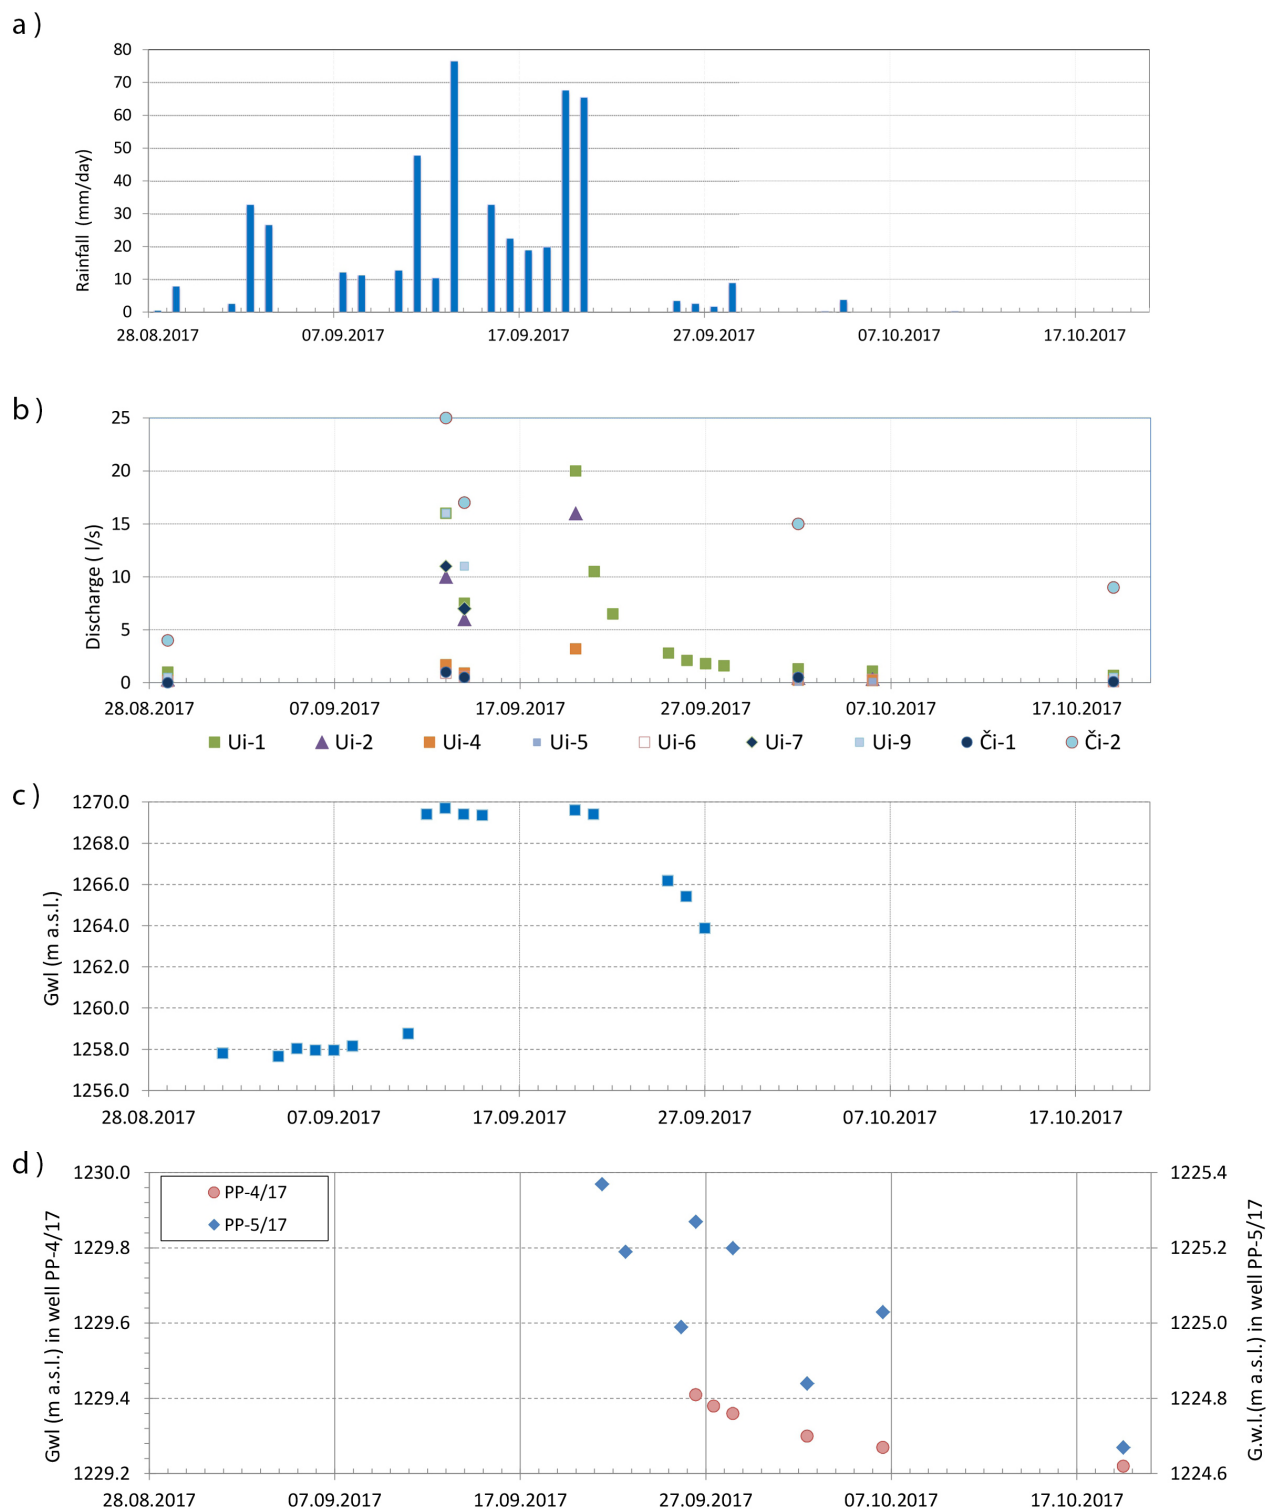 a )
80
70
60
50
40
30
20
10
0
Rainfall (mm/day)
28.08.2017 07.09.2017 17.09.2017 27.09.2017 07.10.2017 17.10.2017
b )
25
20
15
10
5
0
Discharge ( l/s)
28.08.2017 07.09.2017 17.09.2017 27.09.2017 07.10.2017 17.10.2017
Ui-1 Ui-2 Ui-4 Ui-5 Ui-6 Ui-7 Ui-9 Či-1 Či-2
c )
1270.0
1268.0
1266.0
1264.0
1262.0
1260.0
1258.0
1256.0
Gwl (m a.s.l.)
28.08.2017 07.09.2017 17.09.2017 27.09.2017 07.10.2017 17.10.2017
d )
1230.0
1229.8
1229.6
1229.4
1229.2
Gwl (m a.s.l.) in well PP-4/17
PP-4/17
PP-5/17
1225.4
1225.2
1225.0
1224.8
1224.6
G.w.l.(m a.s.l.) in well PP-5/17
28.08.2017 07.09.2017 17.09.2017 27.09.2017 07.10.2017 17.10.2017